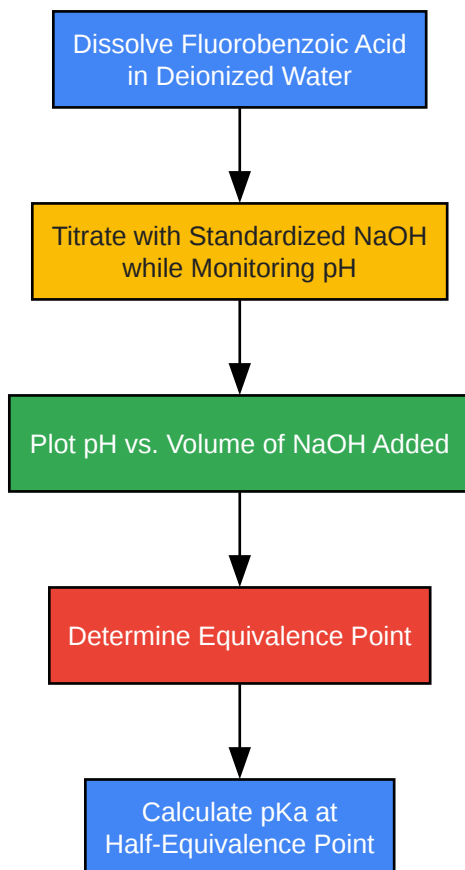 Dissolve Fluorobenzoic Acid
in Deionized Water
Titrate with Standardized NaOH
while Monitoring pH
Plot pH vs. Volume of NaOH Added
Determine Equivalence Point
Calculate pKa at
Half-Equivalence Point